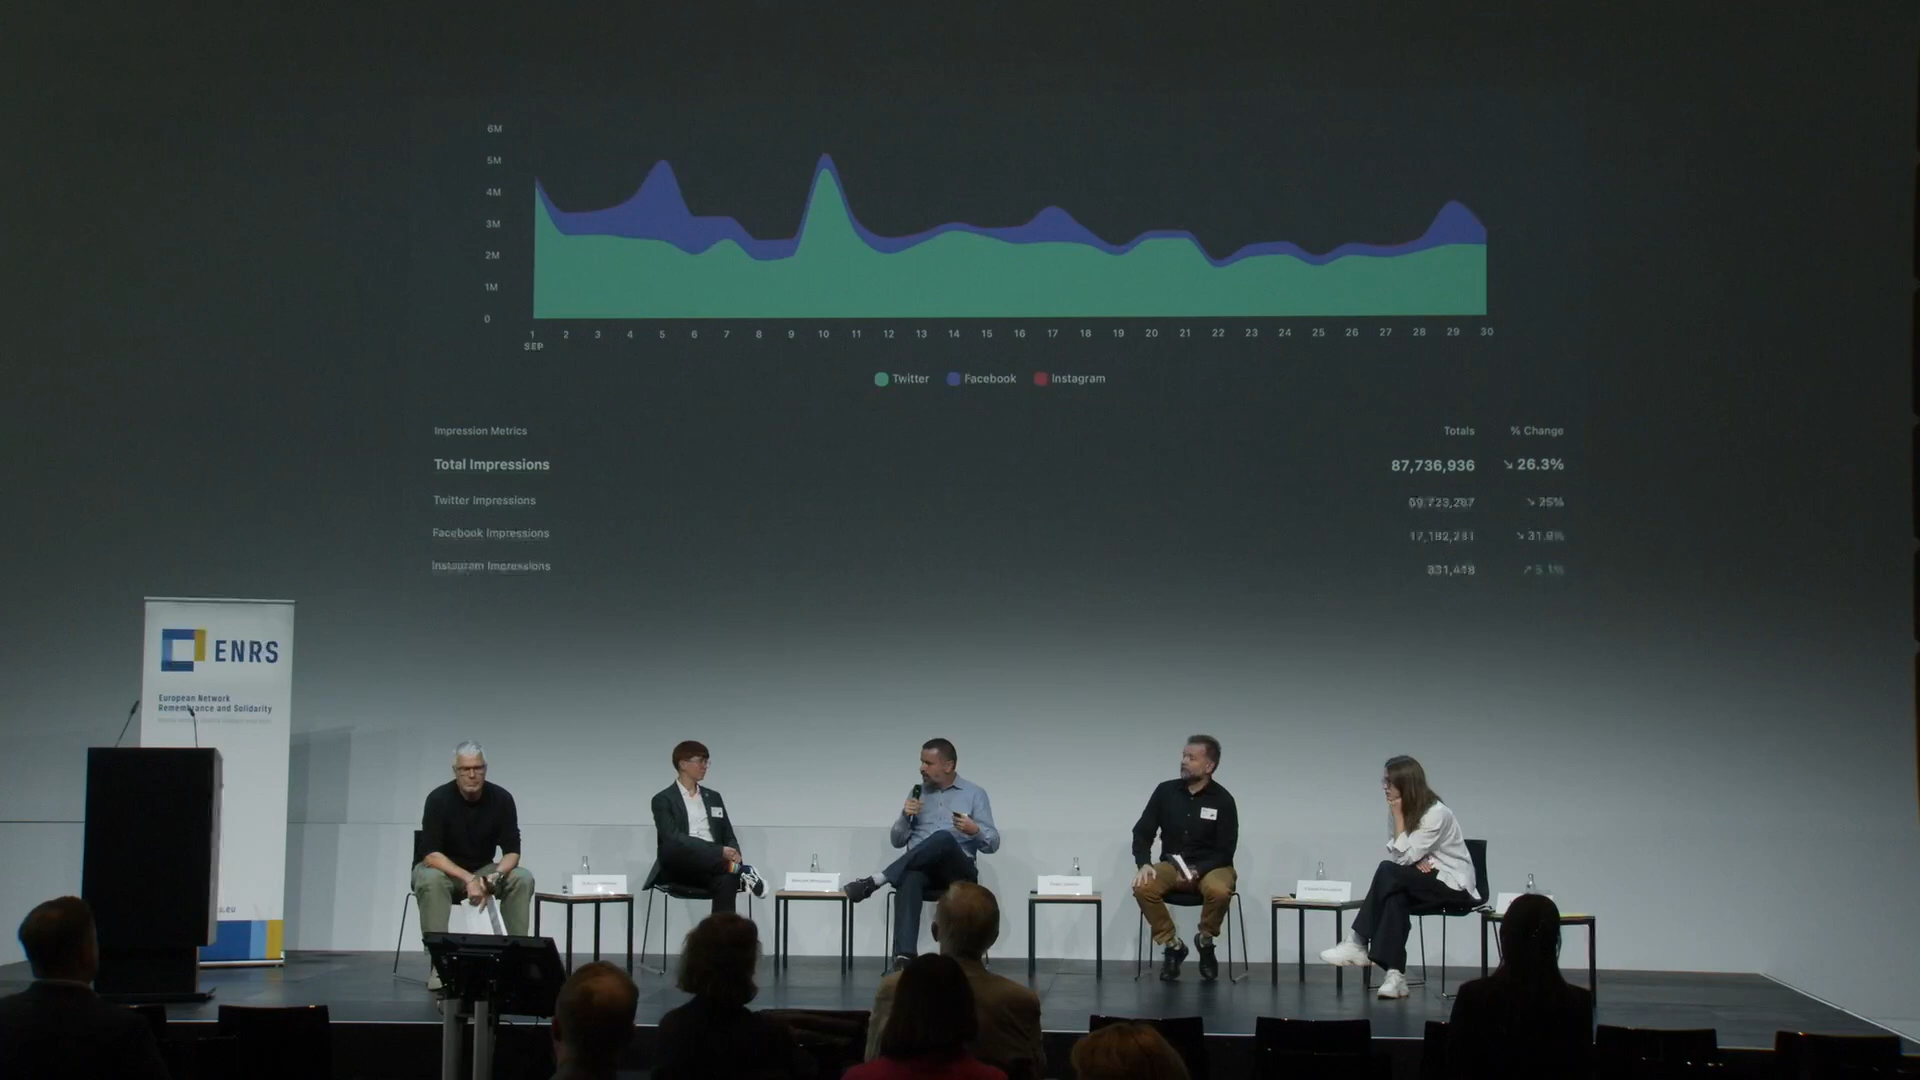 6M
5M
4M
3M
2M
1M
0
1 2 3 4 5 6 7 8 9 10 11 12 13 14 15 16 17 18 19 20 21 22 23 24 25 26 27 28 29 30
SEP
Twitter Facebook Instagram
Impression Metrics Totals % Change
Total Impressions 87,736,936 ↘ 26.3%
Twitter Impressions ↘ 25%
Facebook Impressions
Instagram Impressions
ENRS
European Network
Remembrance and Solidarity